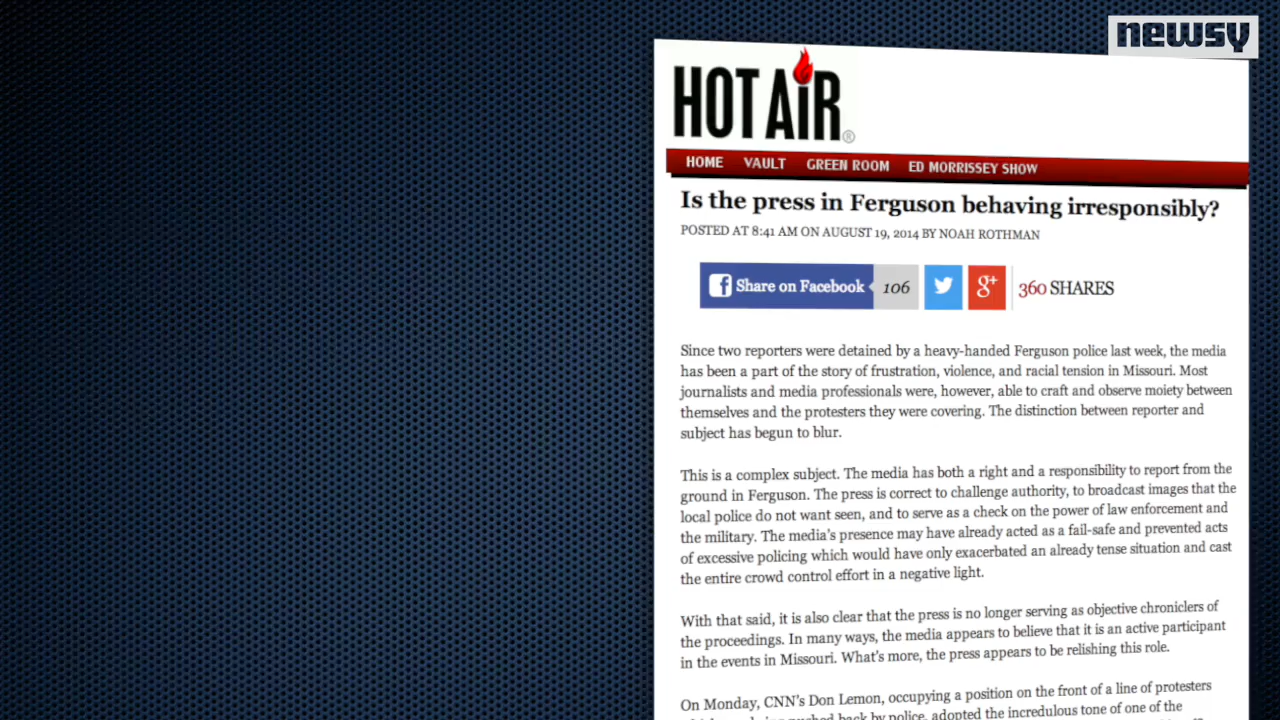 newsy
HOT AiR®
HOME VAULT GREEN ROOM ED MORRISSEY SHOW
Is the press in Ferguson behaving irresponsibly?
POSTED AT 8:41 AM ON AUGUST 19, 2014 BY NOAH ROTHMAN
f Share on Facebook 106 g+ 360 SHARES
Since two reporters were detained by a heavy-handed Ferguson police last week, the media
has been a part of the story of frustration, violence, and racial tension in Missouri. Most
journalists and media professionals were, however, able to craft and observe moiety between
themselves and the protesters they were covering. The distinction between reporter and
subject has begun to blur.
This is a complex subject. The media has both a right and a responsibility to report from the
ground in Ferguson. The press is correct to challenge authority, to broadcast images that the
local police do not want seen, and to serve as a check on the power of law enforcement and
the military. The media's presence may have already acted as a fail-safe and prevented acts
of excessive policing which would have only exacerbated an already tense situation and cast
the entire crowd control effort in a negative light.
With that said, it is also clear that the press is no longer serving as objective chroniclers of
the proceedings. In many ways, the media appears to believe that it is an active participant
in the events in Missouri. What's more, the press appears to be relishing this role.
On Monday, CNN's Don Lemon, occupying a position on the front of a line of protesters
back by police, adopted the incredulous tone of one of the